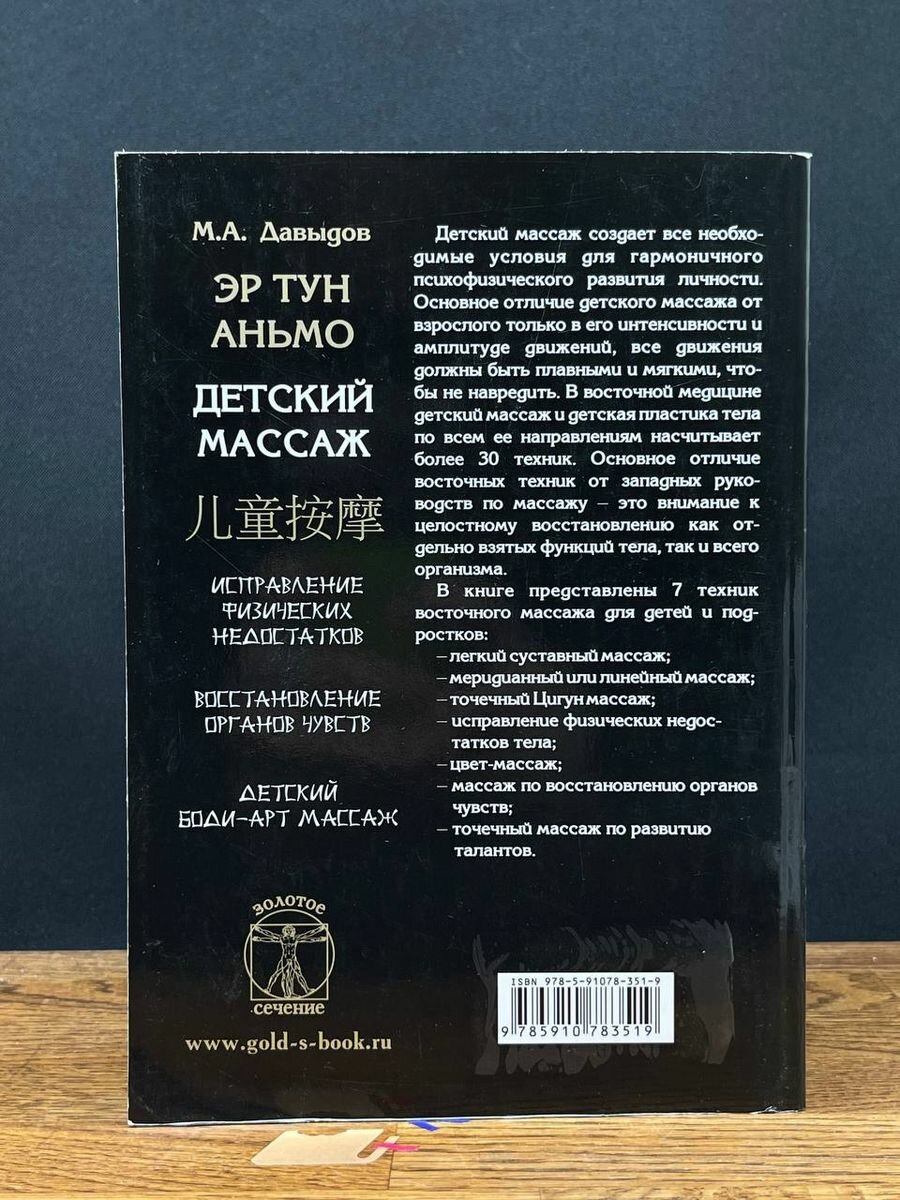 М.А. Давыдов
ЭР ТУН
АНЬМО
ДЕТСКИЙ
МАССАЖ
儿童按摩
ИСПРАВЛЕНИЕ
ФИЗИЧЕСКИХ
НЕДОСТАТКОВ
ВОССТАНОВЛЕНИЕ
ОРГАНОВ ЧУВСТВ
ДЕТСКИЙ
БОДИ-АРТ МАССАЖ
ЗОЛОТОЕ
СЕЧЕНИЕ
www.gold-s-book.ru
Детский массаж создает все необхо-
димые условия для гармоничного
психофизического развития личности.
Основное отличие детского массажа от
взрослого только в его интенсивности и
амплитуде движений, все движения
должны быть плавными и мягкими, что-
бы не навредить. В восточной медицине
детский массаж и детская пластика тела
по всем ее направлениям насчитывает
более 30 техник. Основное отличие
восточных техник от западных руко-
водств по массажу – это внимание к
целостному восстановлению как от-
дельно взятых функций тела, так и всего
организма.
В книге представлены 7 техник
восточного массажа для детей и под-
ростков:
– легкий суставный массаж;
– меридианный или линейный массаж;
– точечный Цигун массаж;
– исправление физических недос-
татков тела;
– цвет-массаж;
– массаж по восстановлению органов
чувств;
– точечный массаж по развитию
талантов.
ISBN 978-5-91078-351-9
9 785910 783519